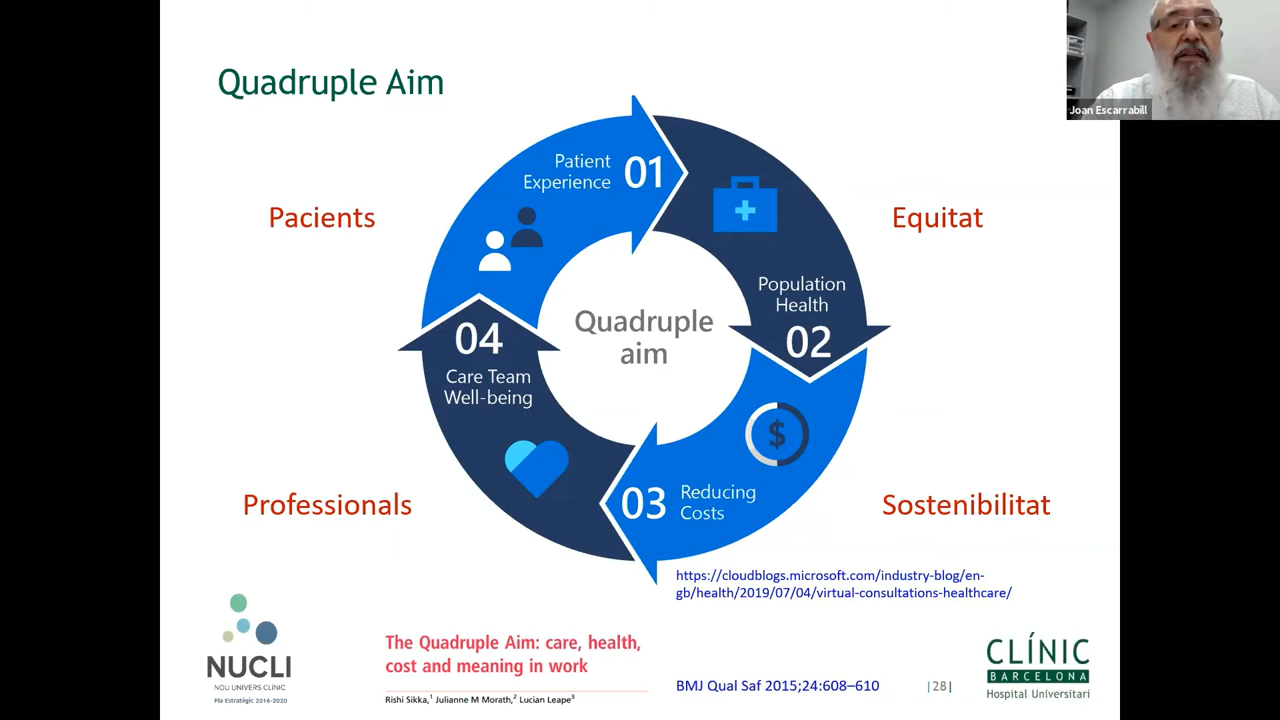 Quadruple Aim
Joan Escarrabill
Patient
Experience
01
Pacients
Equitat
Population
Health
02
Quadruple
aim
04
Care Team
Well-being
03
Reducing
Costs
$
Professionals
Sostenibilitat
https://cloudblogs.microsoft.com/industry-blog/en-
gb/health/2019/07/04/virtual-consultations-healthcare/
NUCLI
NOU UNIVERS CLÍNIC
Pla Estratègic 2016-2020
The Quadruple Aim: care, health,
cost and meaning in work
Rishi Sikka,1 Julianne M Morath,2 Lucian Leape3
BMJ Qual Saf 2015;24:608–610
|28|
CLÍNIC
BARCELONA
Hospital Universitari